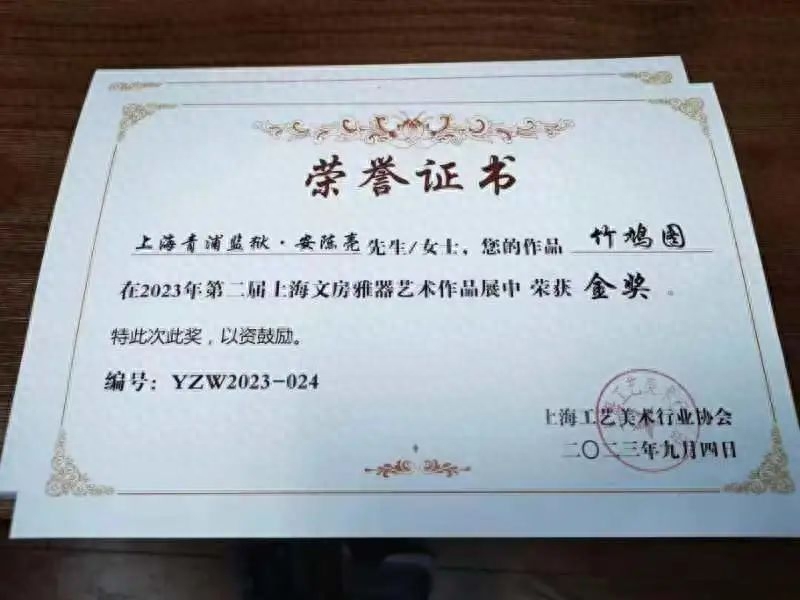 荣誉证书
上海青浦监狱·安陈亮先生/女士，您的作品 竹鸠图
在2023年第二届上海文房雅器艺术作品展中 荣获 金奖 。
特此次此奖，以资鼓励。
编号：YZW2023-024
上海工艺美术行业协会
二〇二三年九月四日